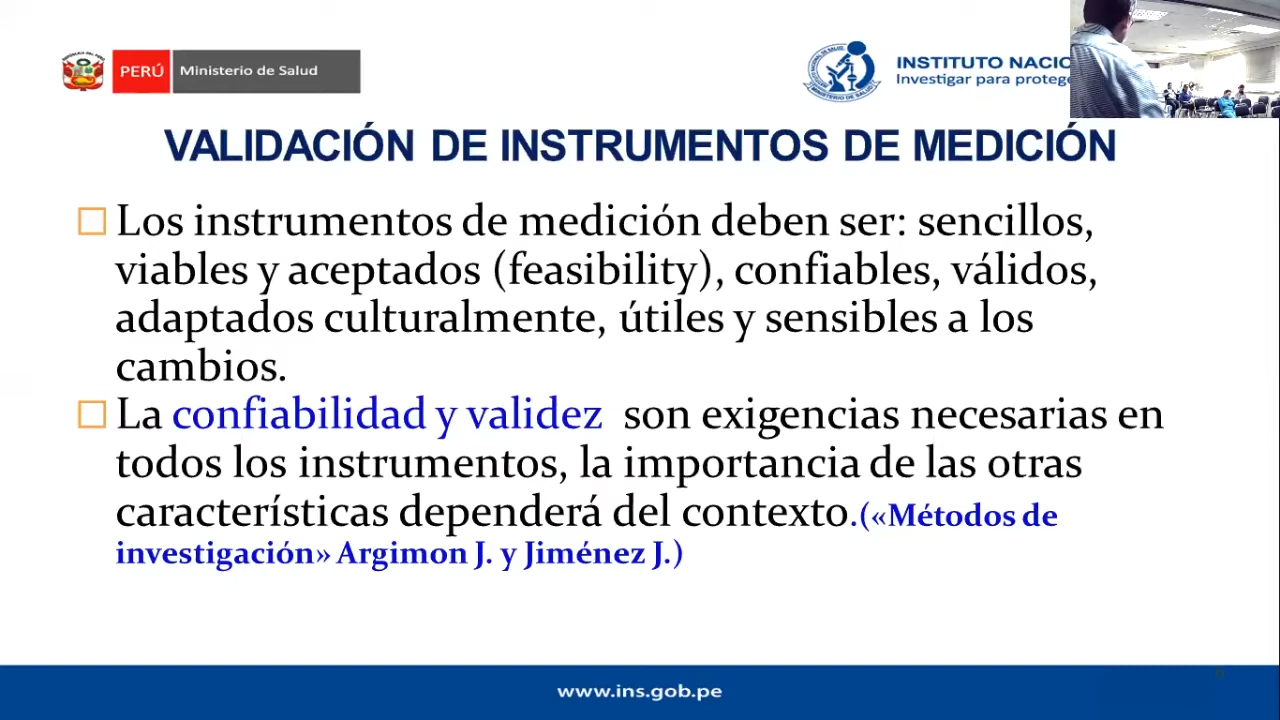 PERÚ Ministerio de Salud
INSTITUTO NACIO
Investigar para proteg
VALIDACIÓN DE INSTRUMENTOS DE MEDICIÓN
Los instrumentos de medición deben ser: sencillos,
viables y aceptados (feasibility), confiables, válidos,
adaptados culturalmente, útiles y sensibles a los
cambios.
La confiabilidad y validez son exigencias necesarias en
todos los instrumentos, la importancia de las otras
características dependerá del contexto.(«Métodos de
investigación» Argimon J. y Jiménez J.)
www.ins.gob.pe